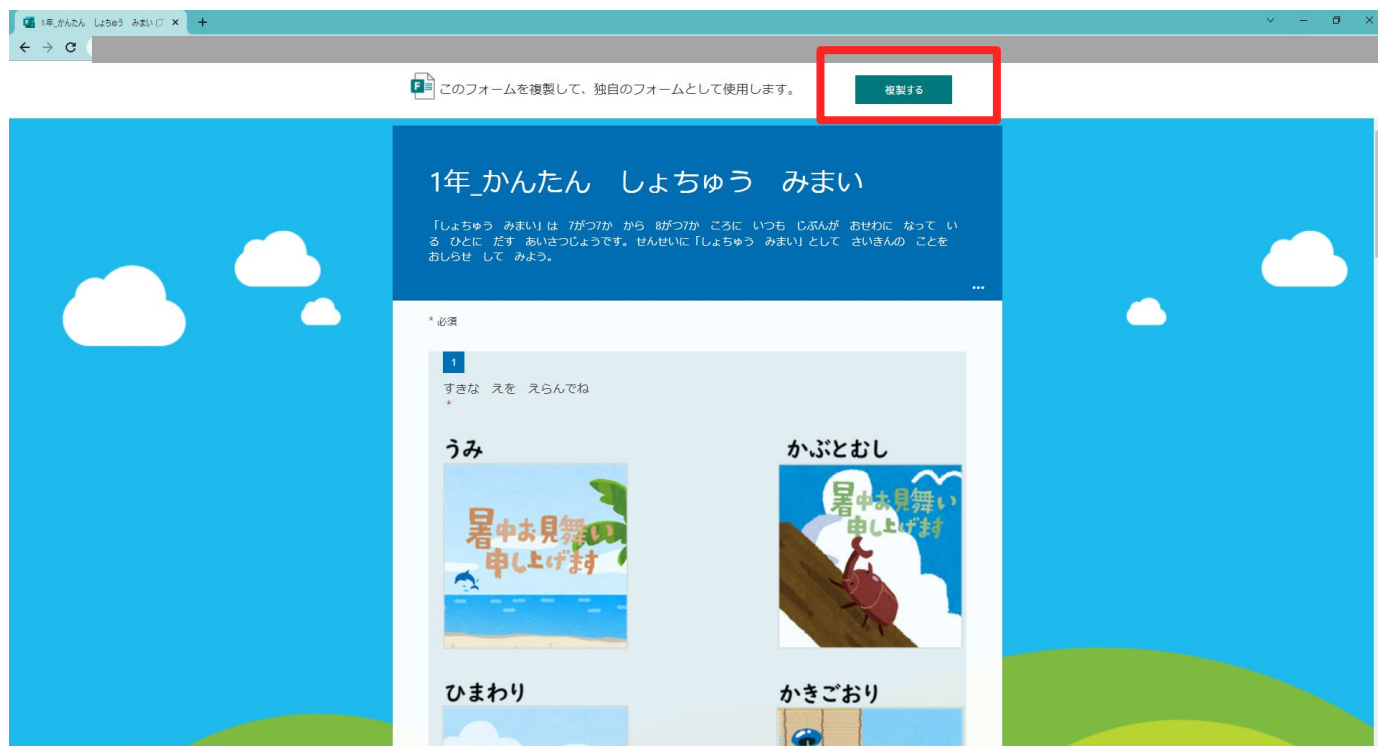 1年_かんたん　しょちゅう　みまい
このフォームを複製して、独自のフォームとして使用します。
複製する
1年_かんたん　しょちゅう　みまい
「しょちゅう　みまい」は 7がつ7か から 8がつ7か ころに いつも じぶんが おせわに なって い
る ひとに だす あいさつじょうです。せんせいに「しょちゅう　みまい」として さいきんの ことを
おしらせ して みよう。
* 必須
1
すきな　えを　えらんでね
*
うみ
かぶとむし
暑中お見舞い
申し上げます
暑中お見舞い
申し上げます
ひまわり
かきごおり